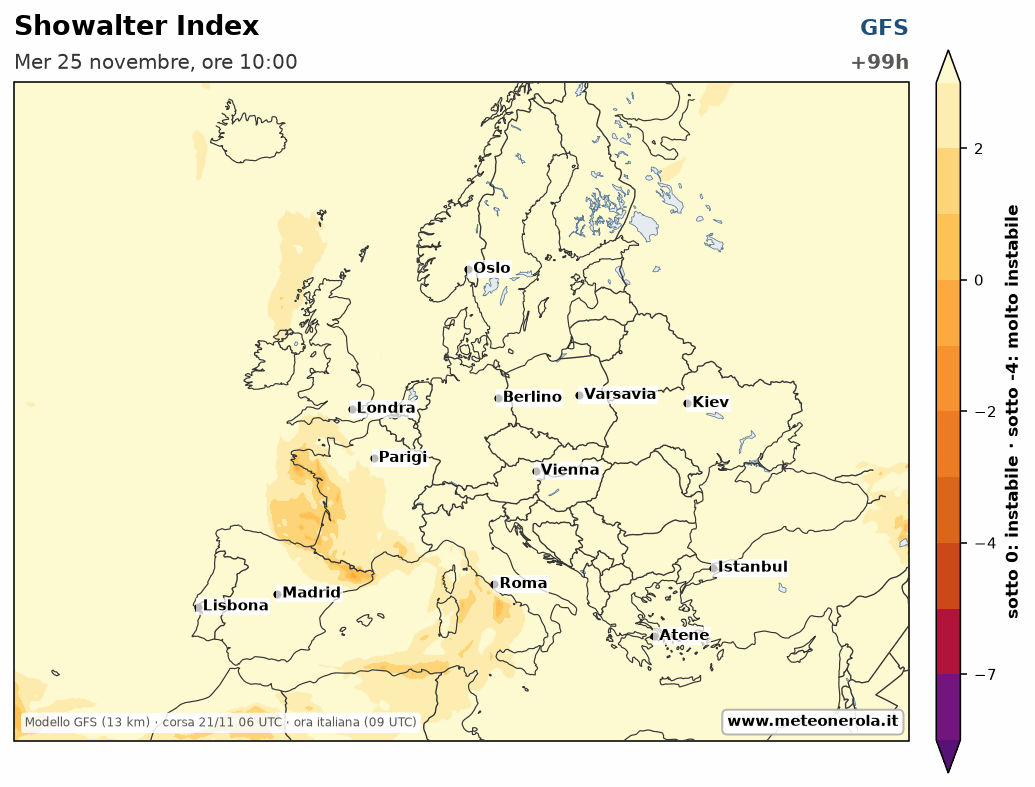 Showalter Index
GFS
Mer 25 novembre, ore 10:00
+99h
Oslo
Berlino
Varsavia
Kiev
Londra
Parigi
Vienna
Istanbul
Roma
Madrid
Lisbona
Atene
Modello GFS (13 km) · corsa 21/11 06 UTC · ora italiana (09 UTC)
www.meteonerola.it
2
0
−2
−4
−7
sotto 0: instabile · sotto -4: molto instabile